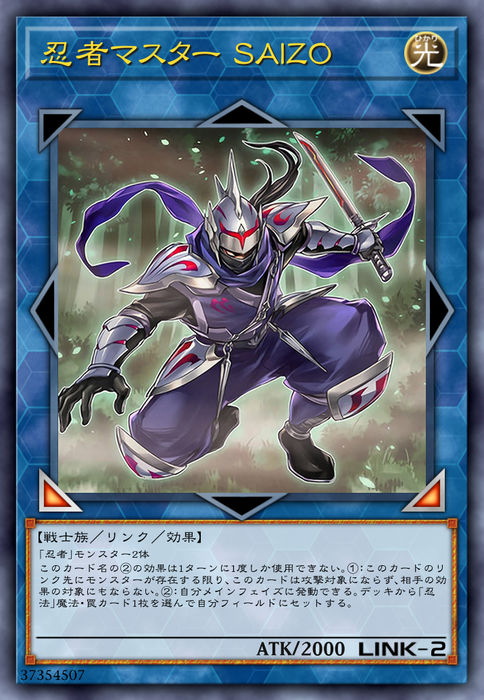 忍者マスター SAIZO
ひかり
光
【戦士族／リンク／効果】
「忍者」モンスター2体
このカード名の②の効果は1ターンに1度しか使用できない。①：このカードのリ
ンク先にモンスターが存在する限り、このカードは攻撃対象にならず、相手の効
果の対象にもならない。②：自分メインフェイズに発動できる。デッキから「忍
法」魔法・罠カード1枚を選んで自分フィールドにセットする。
ATK/2000 LINK-2
37354507